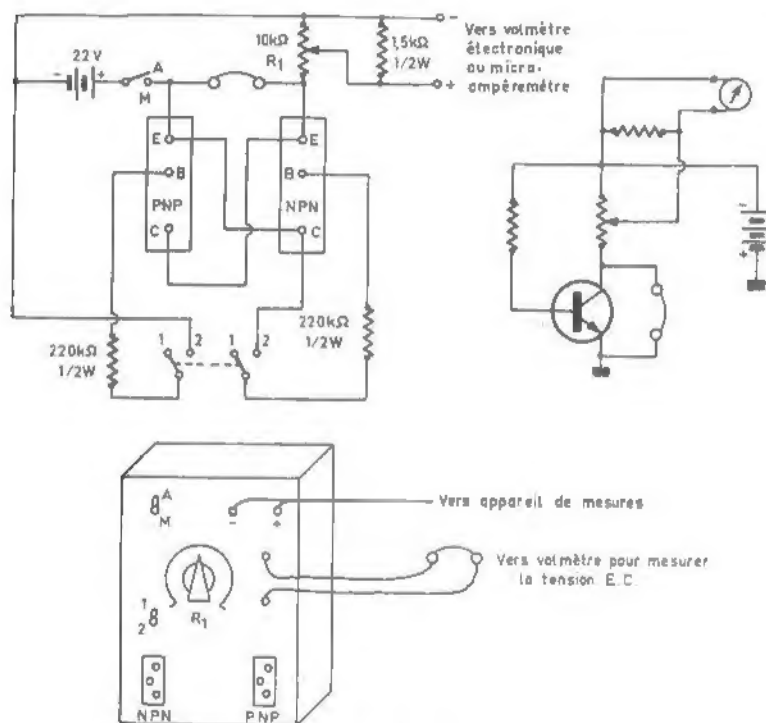 22V
-
+
A
M
10kΩ
R1
1,5kΩ
1/2W
-
+
Vers volmètre
électronique
ou micro-
ampèremètre
E
B
PNP
C
E
B
NPN
C
220kΩ
1/2W
1
2
1
2
220kΩ
1/2W
-
+
A
M
-
+
Vers appareil de mesures
Vers volmètre pour mesurer
la tension E.C.
1
2
R1
NPN
PNP